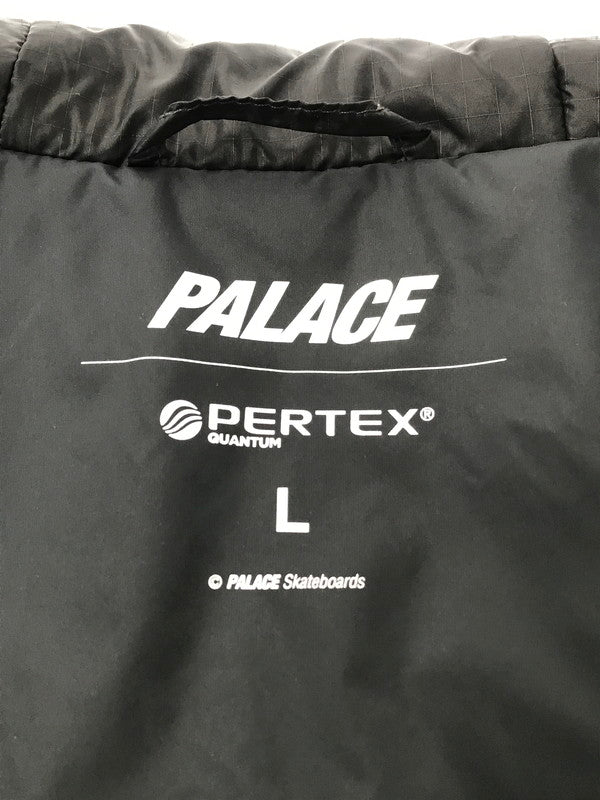 PALACE
PERTEX®
QUANTUM
L
© PALACE Skateboards